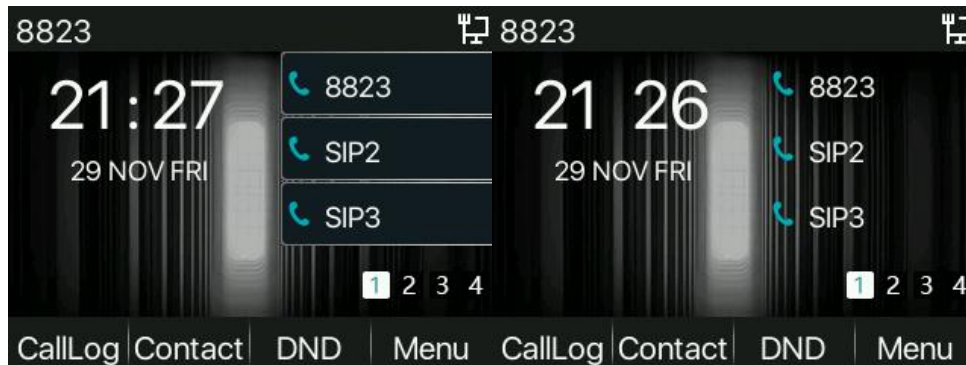 8823
21:27
29 NOV FRI
8823
SIP2
SIP3
1 2 3 4
CallLog Contact DND Menu
8823
21 26
29 NOV FRI
8823
SIP2
SIP3
1 2 3 4
CallLog Contact DND Menu